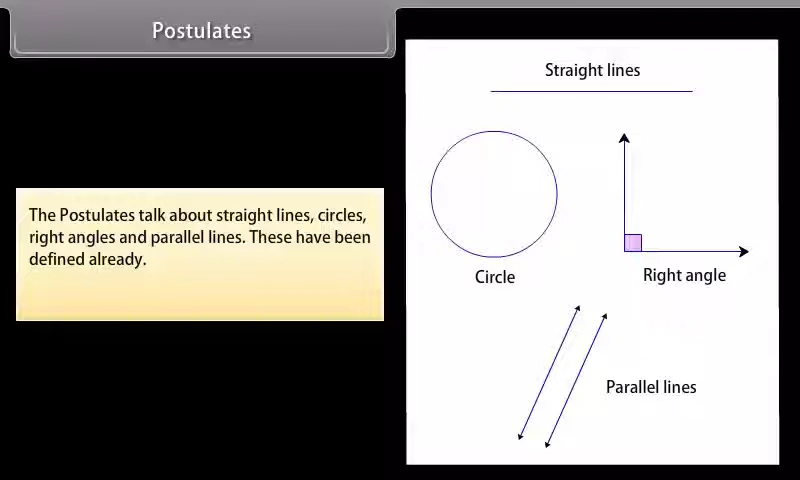 Postulates
The Postulates talk about straight lines, circles,
right angles and parallel lines. These have been
defined already.
Straight lines
Circle
Right angle
Parallel lines